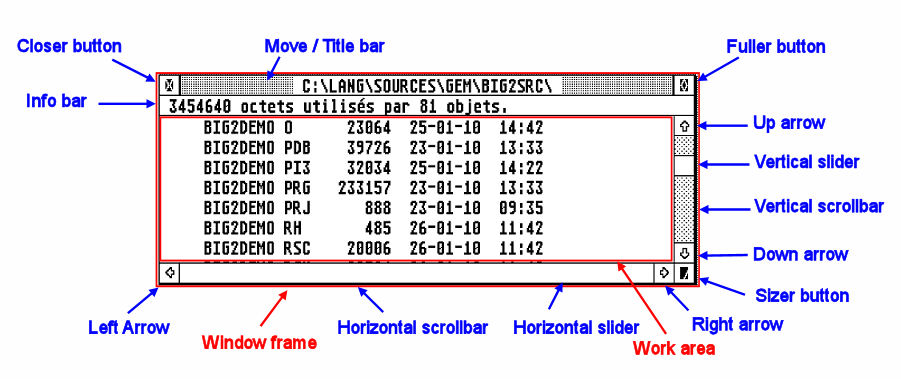 Closer button
Move / Title bar
Fuller button
C:\LANG\SOURCES\GEM\BIG2SRC\
Info bar
3454640 octets utilisés par 81 objets.
BIG2DEMO O 23064 25-01-10 14:42
Up arrow
BIG2DEMO PDB 39726 23-01-10 13:33
BIG2DEMO PI3 32034 25-01-10 14:22
Vertical slider
BIG2DEMO PRG 233157 23-01-10 13:33
BIG2DEMO PRJ 888 23-01-10 09:35
Vertical scrollbar
BIG2DEMO RH 485 26-01-10 11:42
BIG2DEMO RSC 20006 26-01-10 11:42
Down arrow
Sizer button
Left Arrow
Window frame
Horizontal scrollbar
Horizontal slider
Right arrow
Work area